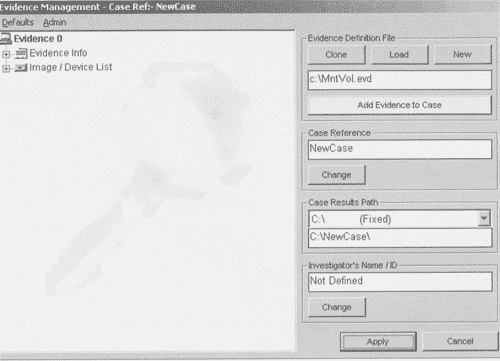 Evidence Management - Case Ref:- NewCase
Defaults Admin
Evidence 0
Evidence Info
Image / Device List
Evidence Definition File
Clone Load New
c:\MntVol.evd
Add Evidence to Case
Case Reference
NewCase
Change
Case Results Path
C:\ (Fixed)
C:\NewCase\
Investigator's Name / ID
Not Defined
Change
Apply Cancel